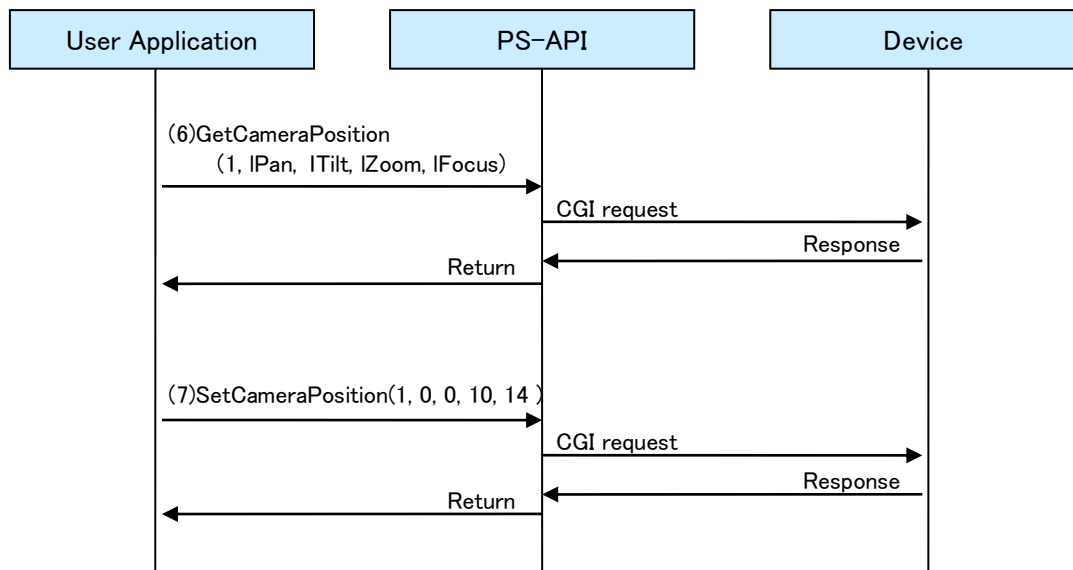 User Application
PS-API
Device
(6)GetCameraPosition
(1, lPan, lTilt, lZoom, lFocus)
CGI request
Response
Return
(7)SetCameraPosition(1, 0, 0, 10, 14 )
CGI request
Response
Return